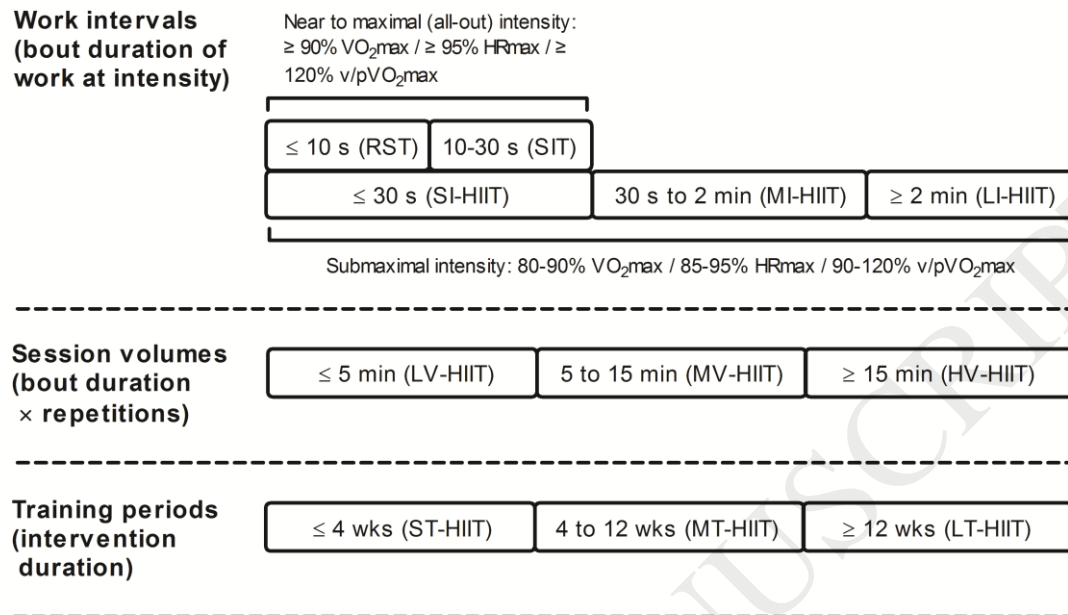 Work intervals
(bout duration of
work at intensity)
Near to maximal (all-out) intensity:
≥ 90% VO₂max / ≥ 95% HRmax / ≥
120% v/pVO₂max
≤ 10 s (RST)
10-30 s (SIT)
≤ 30 s (SI-HIIT)
30 s to 2 min (MI-HIIT)
≥ 2 min (LI-HIIT)
Submaximal intensity: 80-90% VO₂max / 85-95% HRmax / 90-120% v/pVO₂max
Session volumes
(bout duration
× repetitions)
≤ 5 min (LV-HIIT)
5 to 15 min (MV-HIIT)
≥ 15 min (HV-HIIT)
Training periods
(intervention
duration)
≤ 4 wks (ST-HIIT)
4 to 12 wks (MT-HIIT)
≥ 12 wks (LT-HIIT)